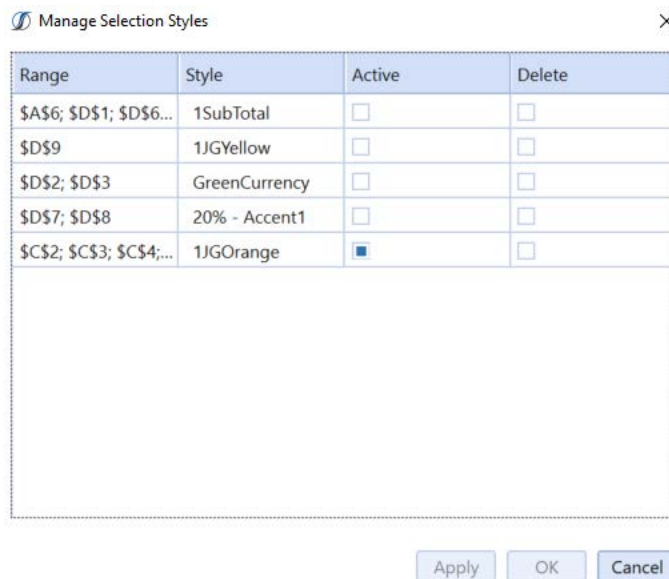 Manage Selection Styles
Range Style Active Delete
$A$6; $D$1; $D$6... 1SubTotal
$D$9 1JGYellow
$D$2; $D$3 GreenCurrency
$D$7; $D$8 20% - Accent1
$C$2; $C$3; $C$4;... 1JGOrange
Apply OK Cancel